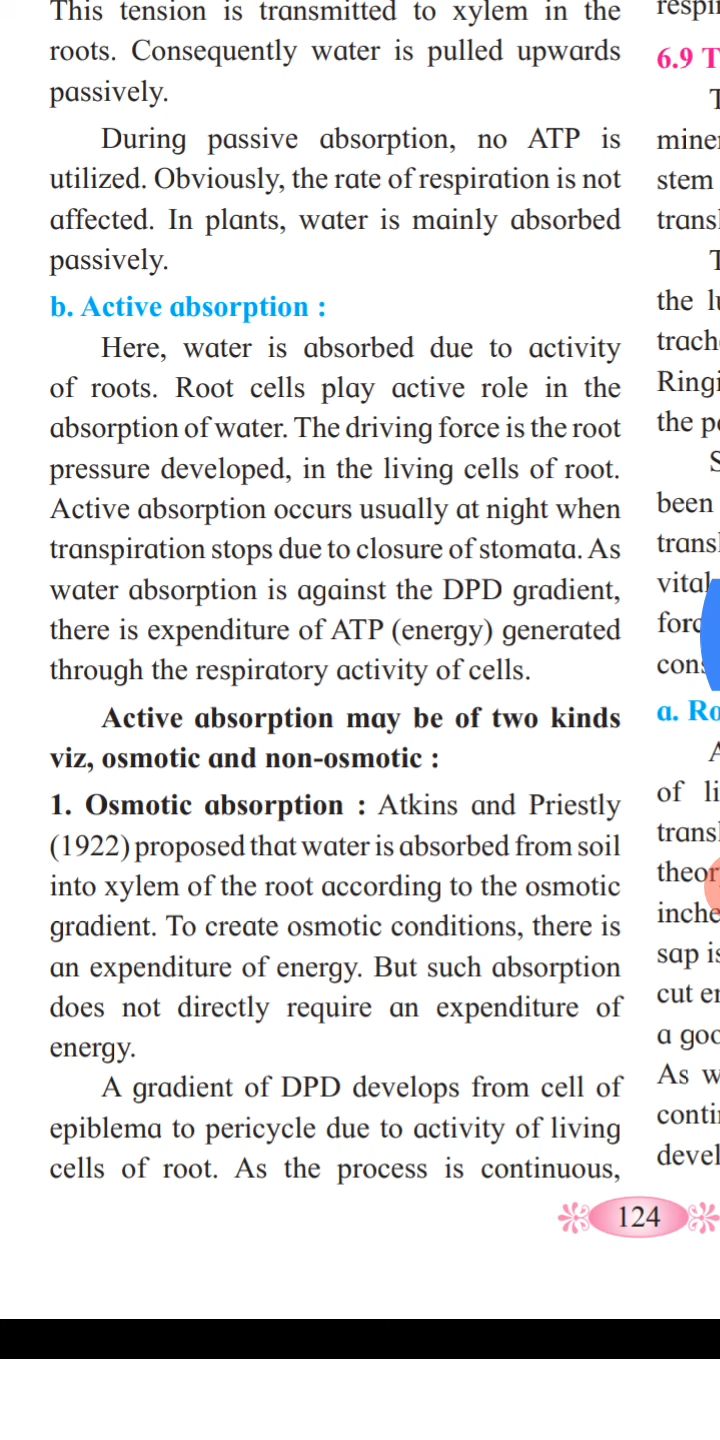 This tension is transmitted to xylem in the
roots. Consequently water is pulled upwards
passively.
During passive absorption, no ATP is
utilized. Obviously, the rate of respiration is not
affected. In plants, water is mainly absorbed
passively.
b. Active absorption :
Here, water is absorbed due to activity
of roots. Root cells play active role in the
absorption of water. The driving force is the root
pressure developed, in the living cells of root.
Active absorption occurs usually at night when
transpiration stops due to closure of stomata. As
water absorption is against the DPD gradient,
there is expenditure of ATP (energy) generated
through the respiratory activity of cells.
Active absorption may be of two kinds
viz, osmotic and non-osmotic :
1. Osmotic absorption : Atkins and Priestly
(1922) proposed that water is absorbed from soil
into xylem of the root according to the osmotic
gradient. To create osmotic conditions, there is
an expenditure of energy. But such absorption
does not directly require an expenditure of
energy.
A gradient of DPD develops from cell of
epiblema to pericycle due to activity of living
cells of root. As the process is continuous,
6.9
stem
the
the
been
a.
of
sap
cut
a
As
124